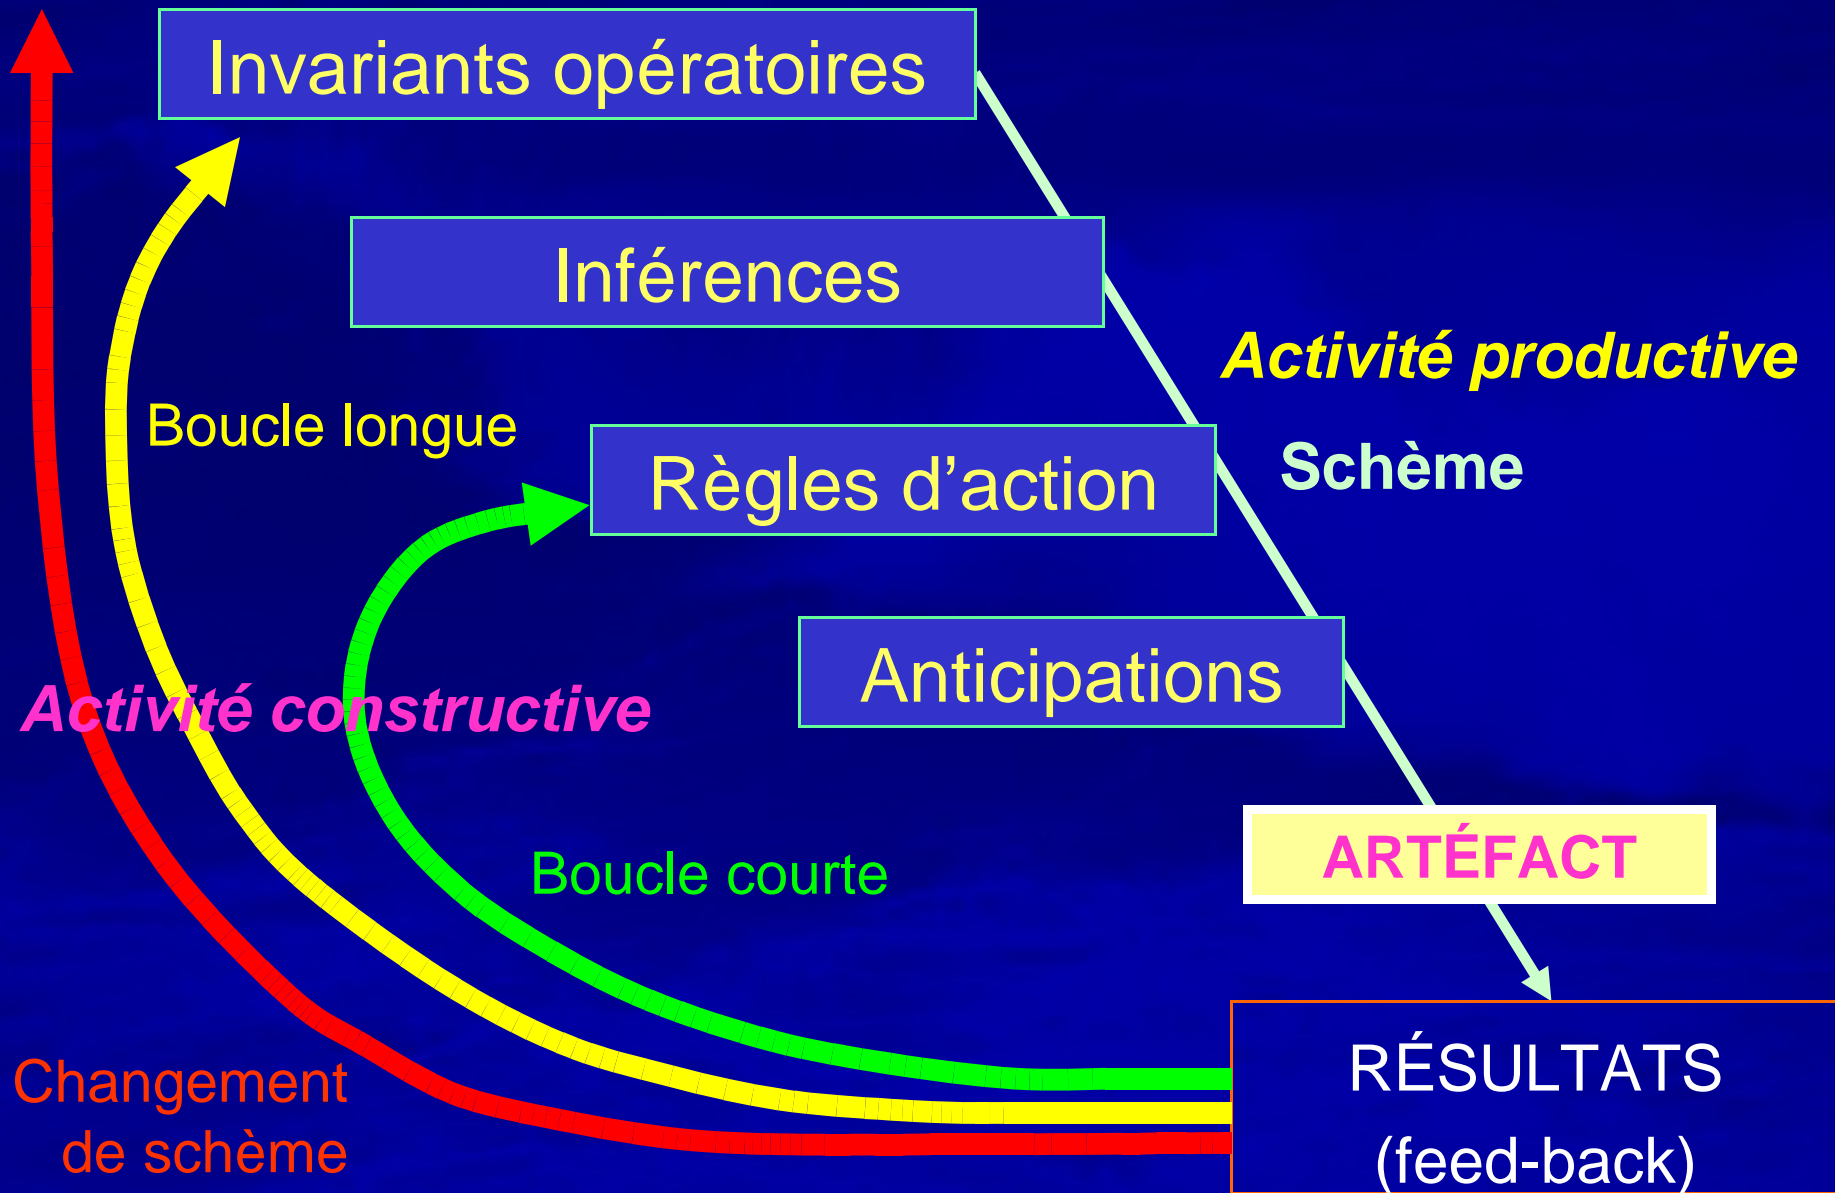 Invariants opératoires
Inférences
Activité productive
Boucle longue
Règles d’action
Schème
Anticipations
Activité constructive
ARTÉFACT
Boucle courte
RÉSULTATS
(feed-back)
Changement
de schème